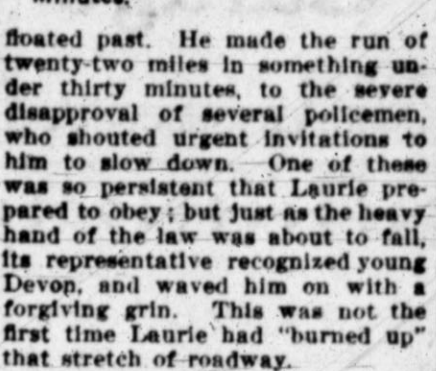 minutes.
floated past. He made the run of
twenty-two miles in something un-
der thirty minutes, to the severe
disapproval of several policemen,
who shouted urgent invitations to
him to slow down. One of these
was so persistent that Laurie pre-
pared to obey; but just as the heavy
hand of the law was about to fall,
its representative recognized young
Devon, and waved him on with a
forgiving grin. This was not the
first time Laurie had "burned up"
that stretch of roadway.